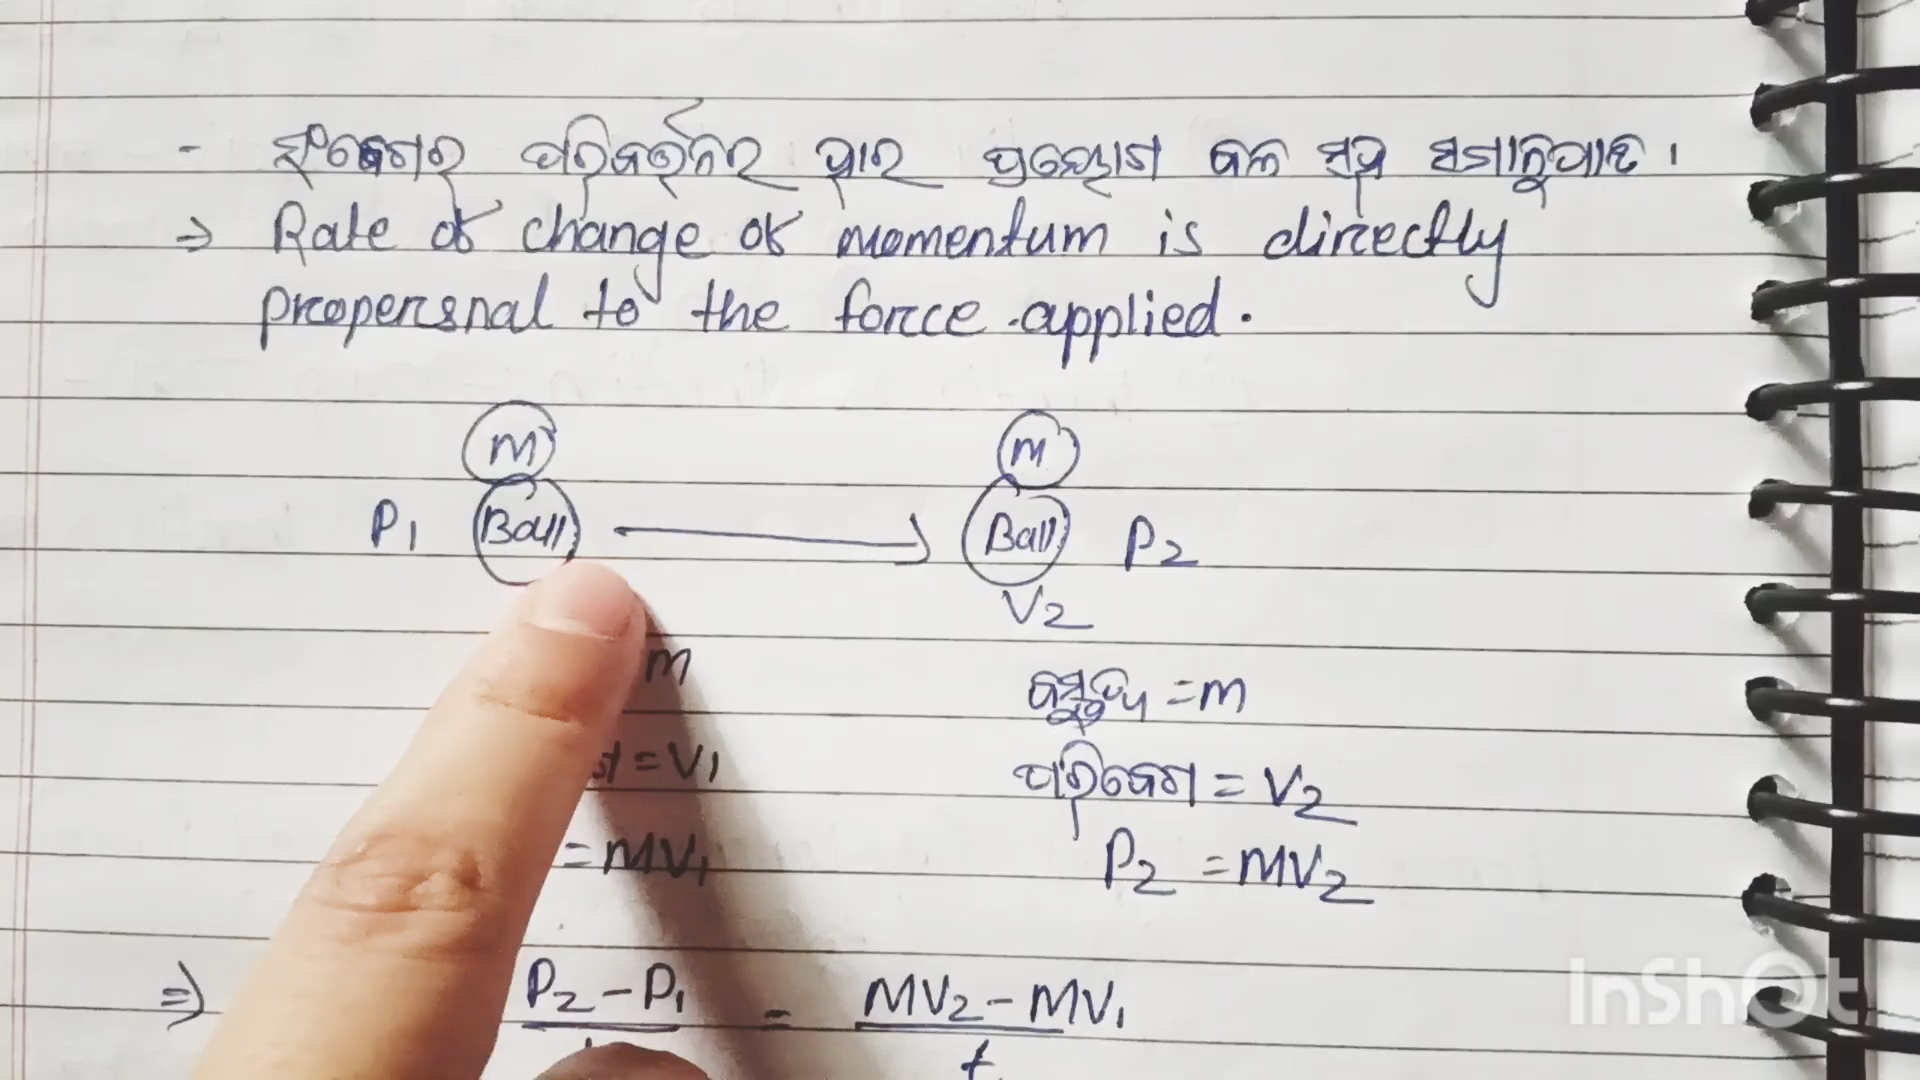 - ସଂବେଗର ପରିବର୍ତ୍ତନର ହାର ପ୍ରୟୋଗ ବଳ ସହ ସମାନୁପାତୀ ।
⇒ Rate of change of momentum is directly
propersnal to the force applied.
m m
P1 Ball → Ball P2
V2
m ବସ୍ତୁତ୍ୱ = m
= V1 ପରିବେଗ = V2
= MV1 P2 = MV2
⇒ P2 - P1 = MV2 - MV1
t
InShot